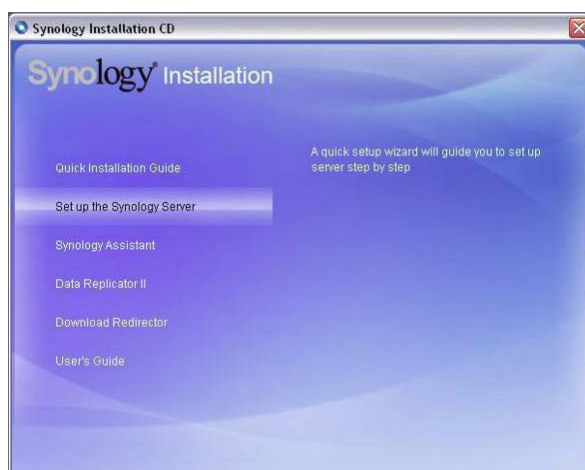 Synology Installation CD
Synology Installation
Quick Installation Guide
Set up the Synology Server
Synology Assistant
Data Replicator II
Download Redirector
User's Guide
A quick setup wizard will guide you to set up
server step by step